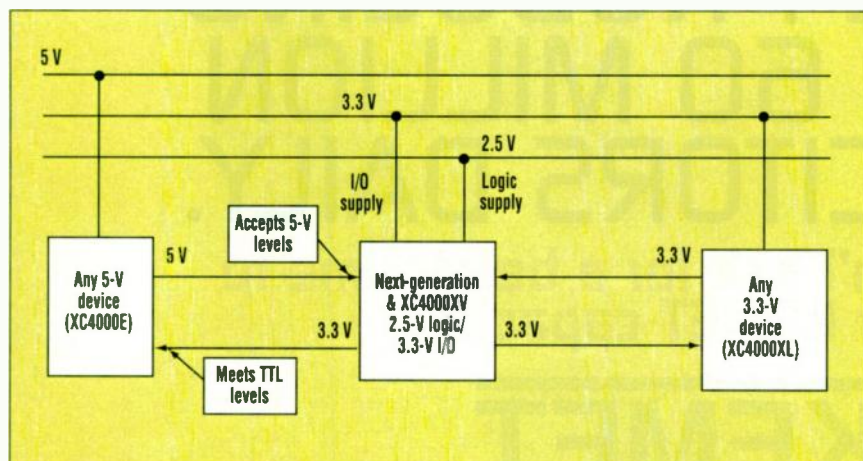 5 V
3.3 V
2.5 V
I/O
supply
Logic
supply
Accepts 5-V
levels
Any 5-V
device
(XC4000E)
5 V
3.3 V
Meets TTL
levels
Next-generation
& XC4000XV
2.5-V logic/
3.3-V I/O
3.3 V
3.3 V
Any
3.3-V
device
(XC4000XL)